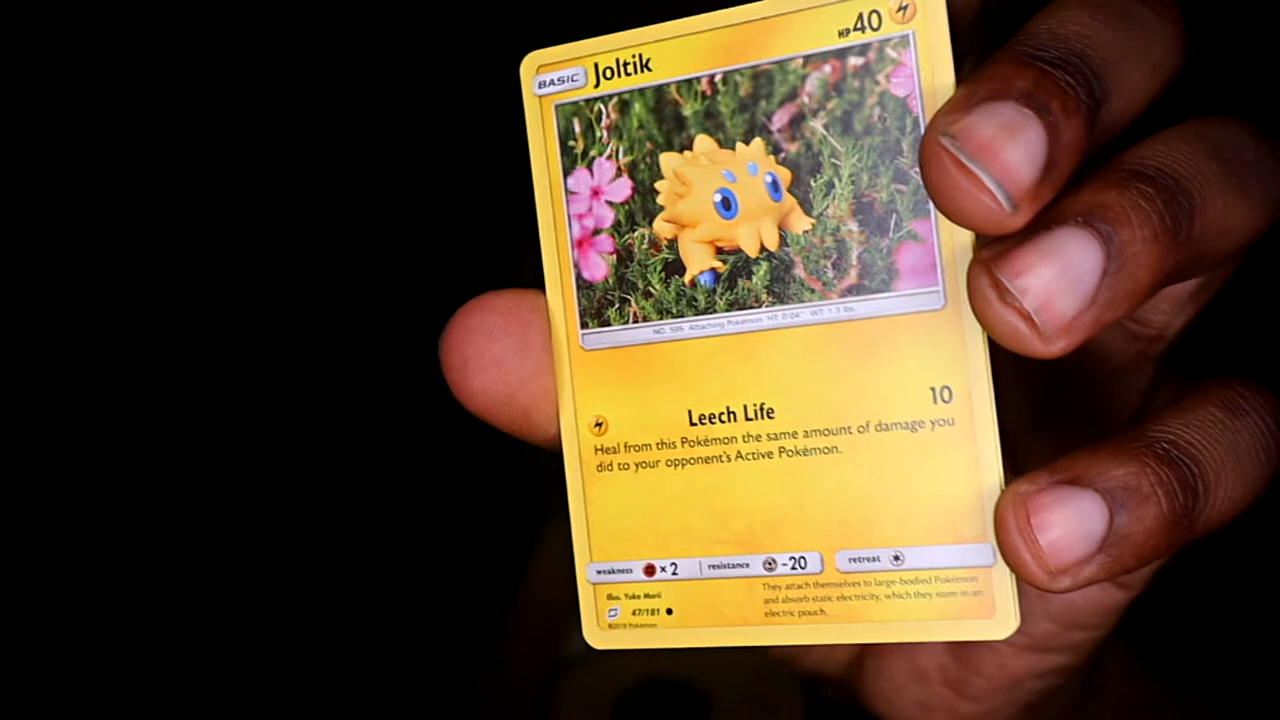 BASIC Joltik HP 40
NO. 595 Attaching Pokémon HT: 0'04" WT: 1.3 lbs.
Leech Life 10
Heal from this Pokémon the same amount of damage you
did to your opponent's Active Pokémon.
weakness ×2 resistance -20 retreat
They attach themselves to large-bodied Pokémon
and absorb static electricity, which they store in an
electric pouch.
Illus. Yuka Morii
47/181
©2019 Pokémon